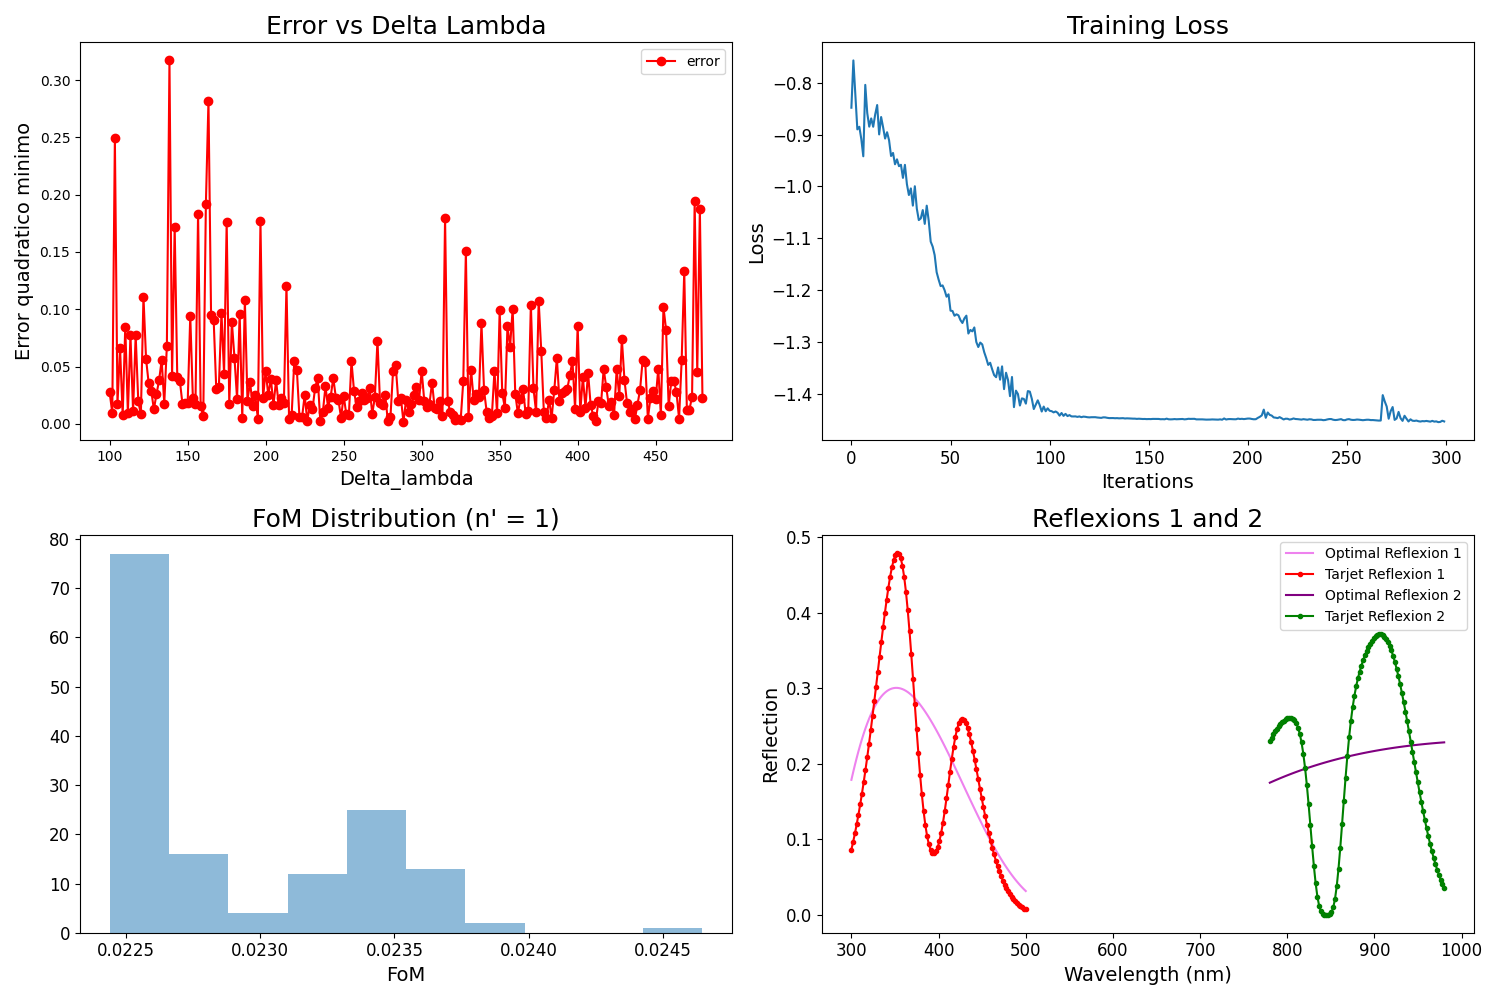 Error vs Delta Lambda
Error quadratico minimo
0.30
0.25
0.20
0.15
0.10
0.05
0.00
error
100 150 200 250 300 350 400 450
Delta_lambda
Training Loss
Loss
−0.8
−0.9
−1.0
−1.1
−1.2
−1.3
−1.4
0 50 100 150 200 250 300
Iterations
FoM Distribution (n' = 1)
80
70
60
50
40
30
20
10
0
0.0225 0.0230 0.0235 0.0240 0.0245
FoM
Reflexions 1 and 2
Reflection
0.5
0.4
0.3
0.2
0.1
0.0
Optimal Reflexion 1
Tarjet Reflexion 1
Optimal Reflexion 2
Tarjet Reflexion 2
300 400 500 600 700 800 900 1000
Wavelength (nm)